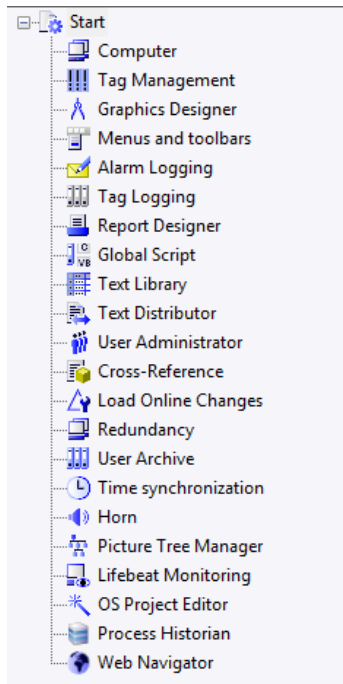 Start
Computer
Tag Management
Graphics Designer
Menus and toolbars
Alarm Logging
Tag Logging
Report Designer
Global Script
Text Library
Text Distributor
User Administrator
Cross-Reference
Load Online Changes
Redundancy
User Archive
Time synchronization
Horn
Picture Tree Manager
Lifebeat Monitoring
OS Project Editor
Process Historian
Web Navigator